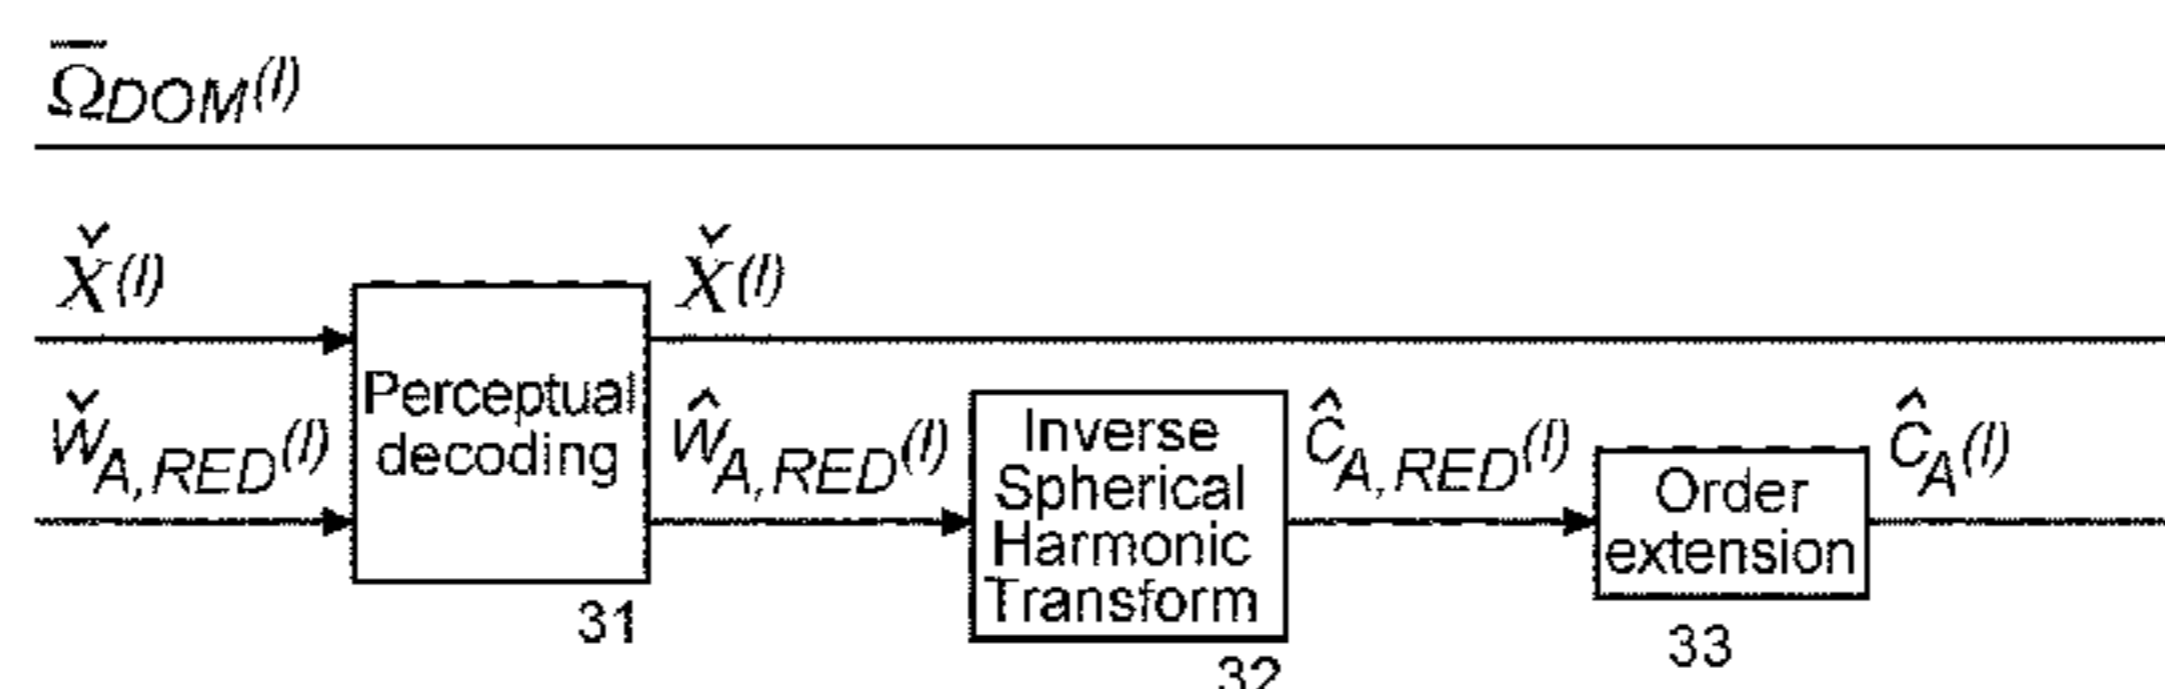 Ω̅DOM(l)
X̌(l)
X̌(l)
W̌A,RED(l)
Perceptual
decoding
ŴA,RED(l)
Inverse
Spherical
Harmonic
Transform
ĈA,RED(l)
Order
extension
ĈA(l)
31
32
33